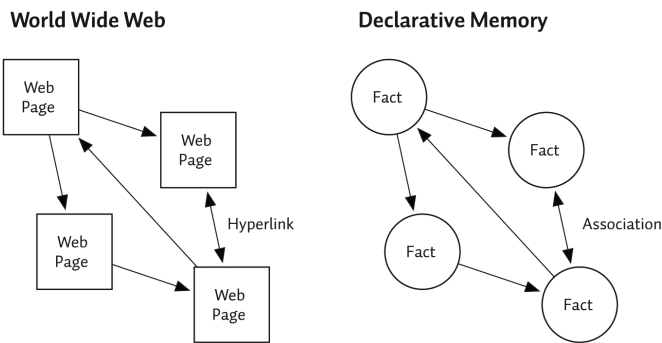 World Wide Web
Declarative Memory
Web
Page
Web
Page
Hyperlink
Web
Page
Web
Page
Fact
Fact
Association
Fact
Fact